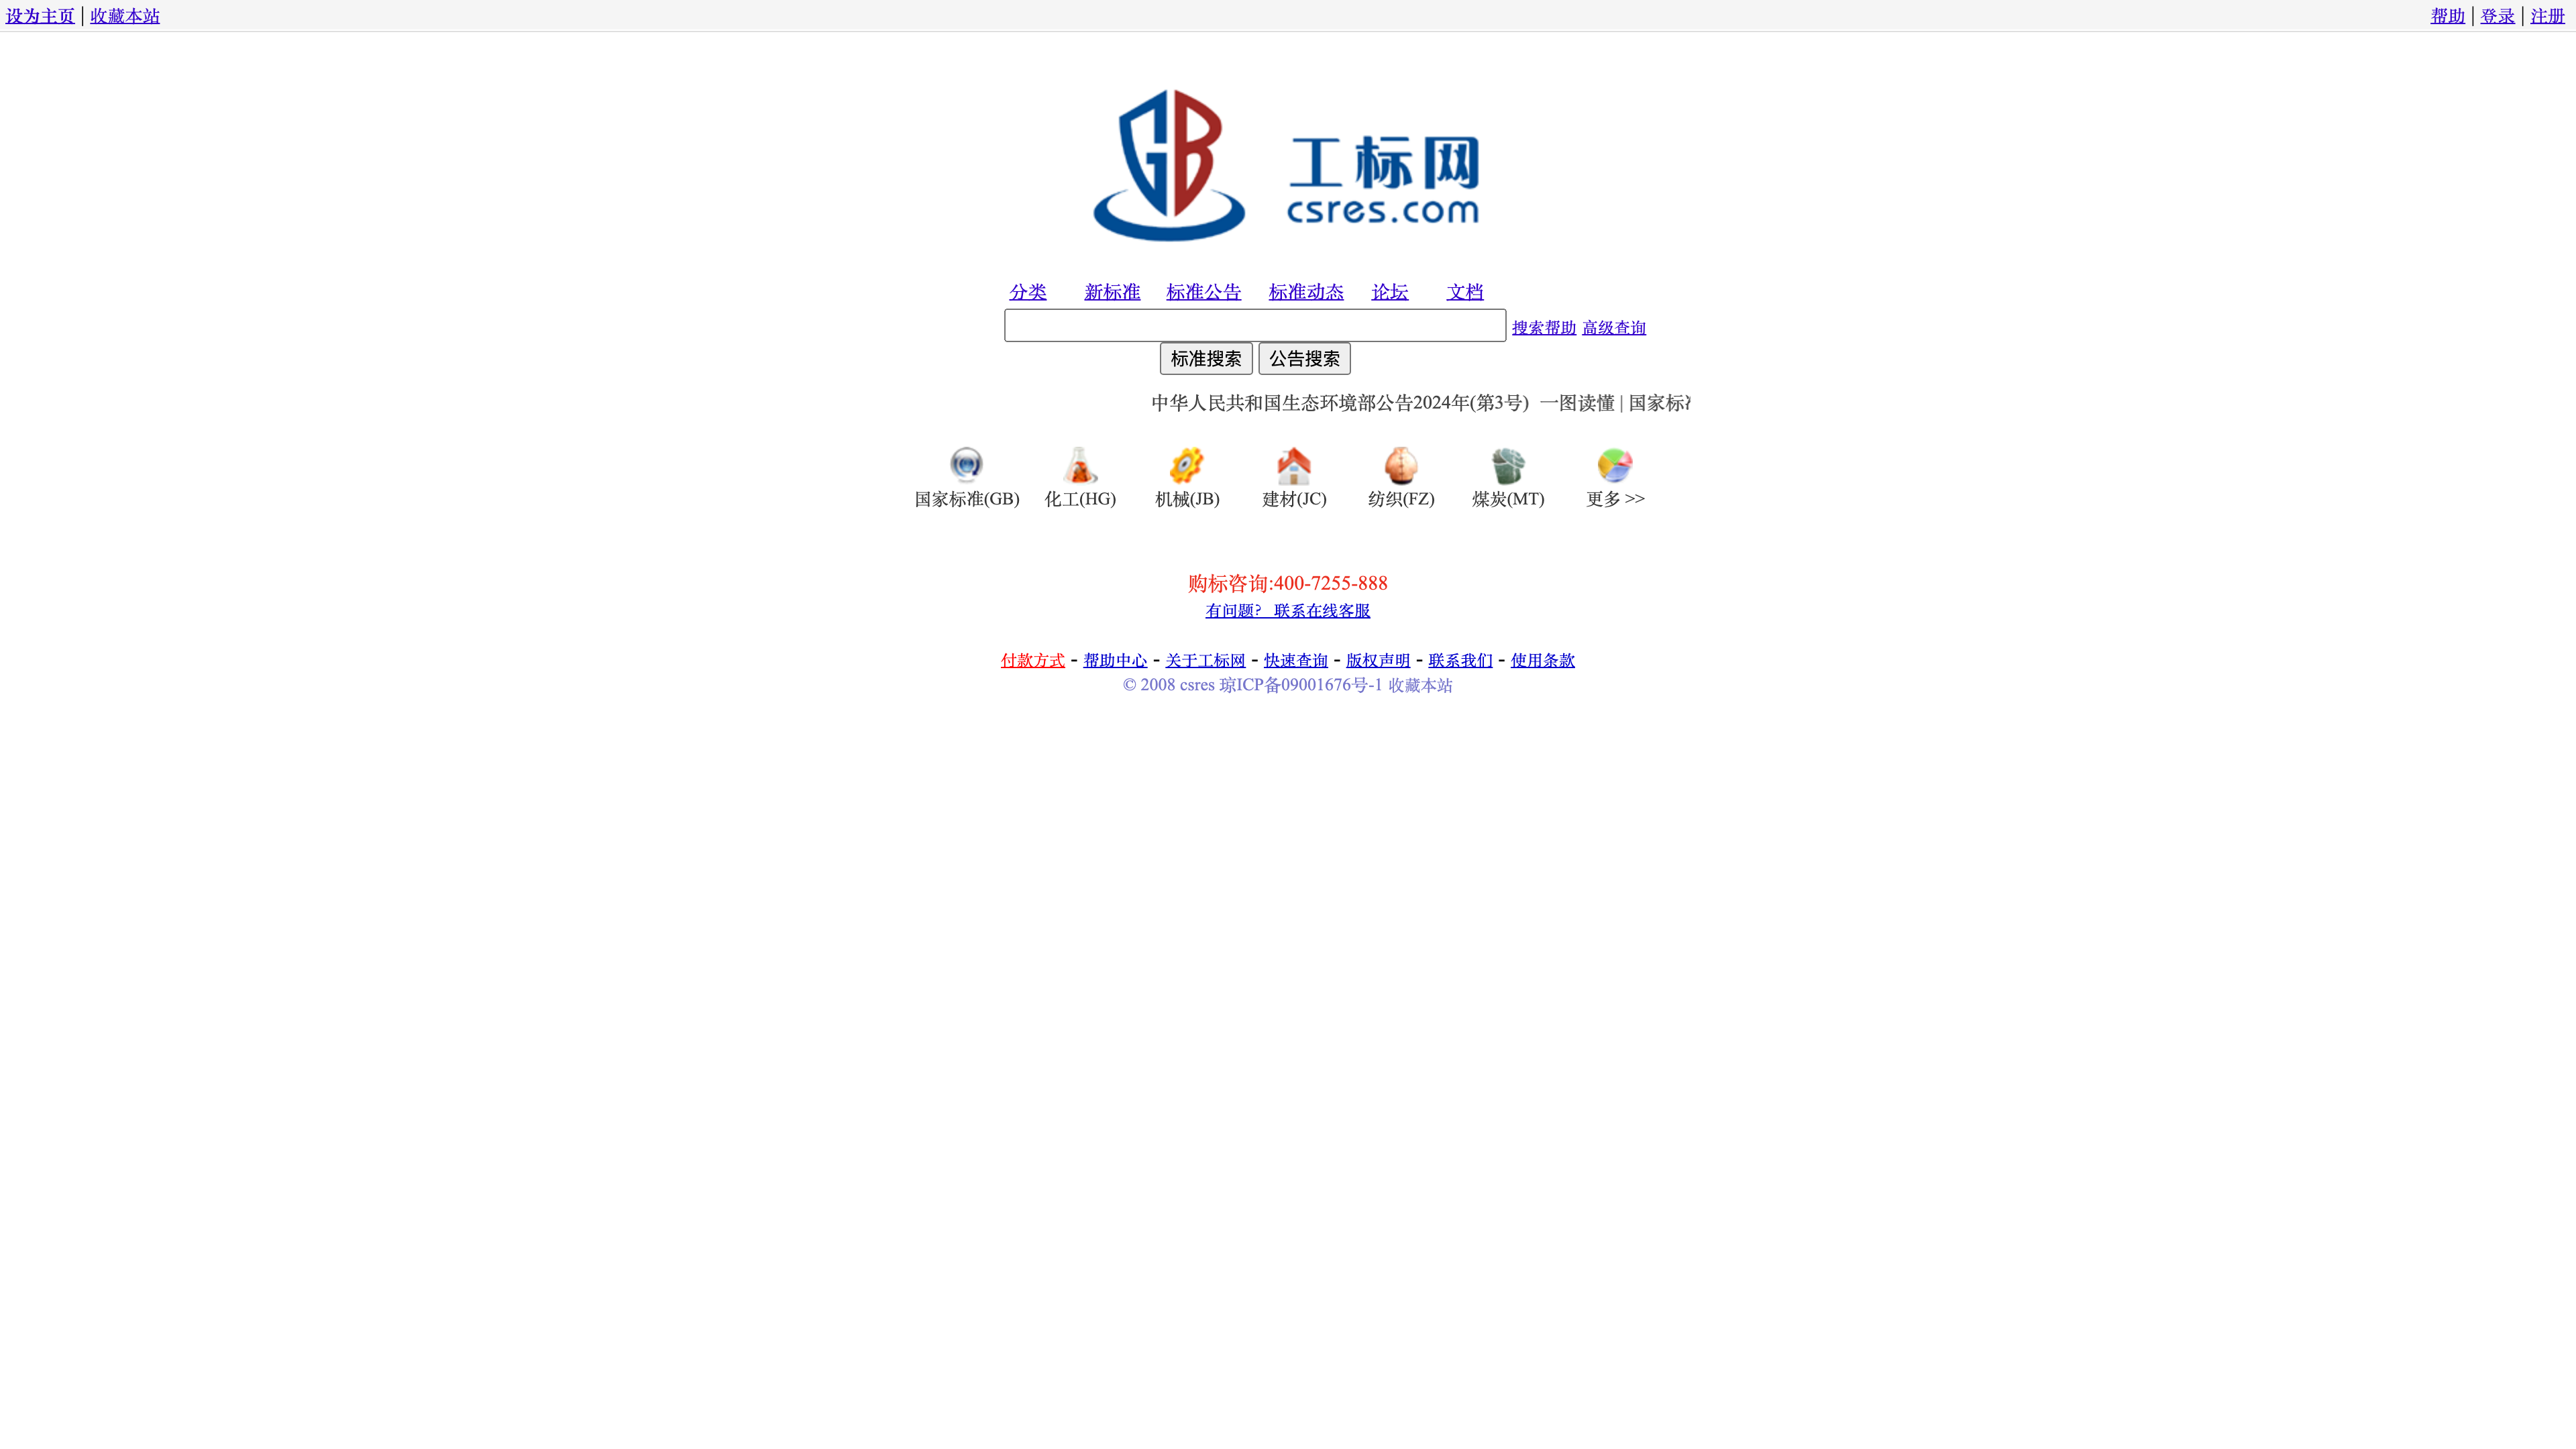 设为主页 | 收藏本站
帮助 | 登录 | 注册
GB
工标网
csres.com
分类 新标准 标准公告 标准动态 论坛 文档
搜索帮助 高级查询
标准搜索 公告搜索
中华人民共和国生态环境部公告2024年(第3号) 一图读懂 | 国家标
国家标准(GB) 化工(HG) 机械(JB) 建材(JC) 纺织(FZ) 煤炭(MT) 更多 >>
购标咨询:400-7255-888
有问题? 联系在线客服
付款方式 - 帮助中心 - 关于工标网 - 快速查询 - 版权声明 - 联系我们 - 使用条款
© 2008 csres 琼ICP备09001676号-1 收藏本站